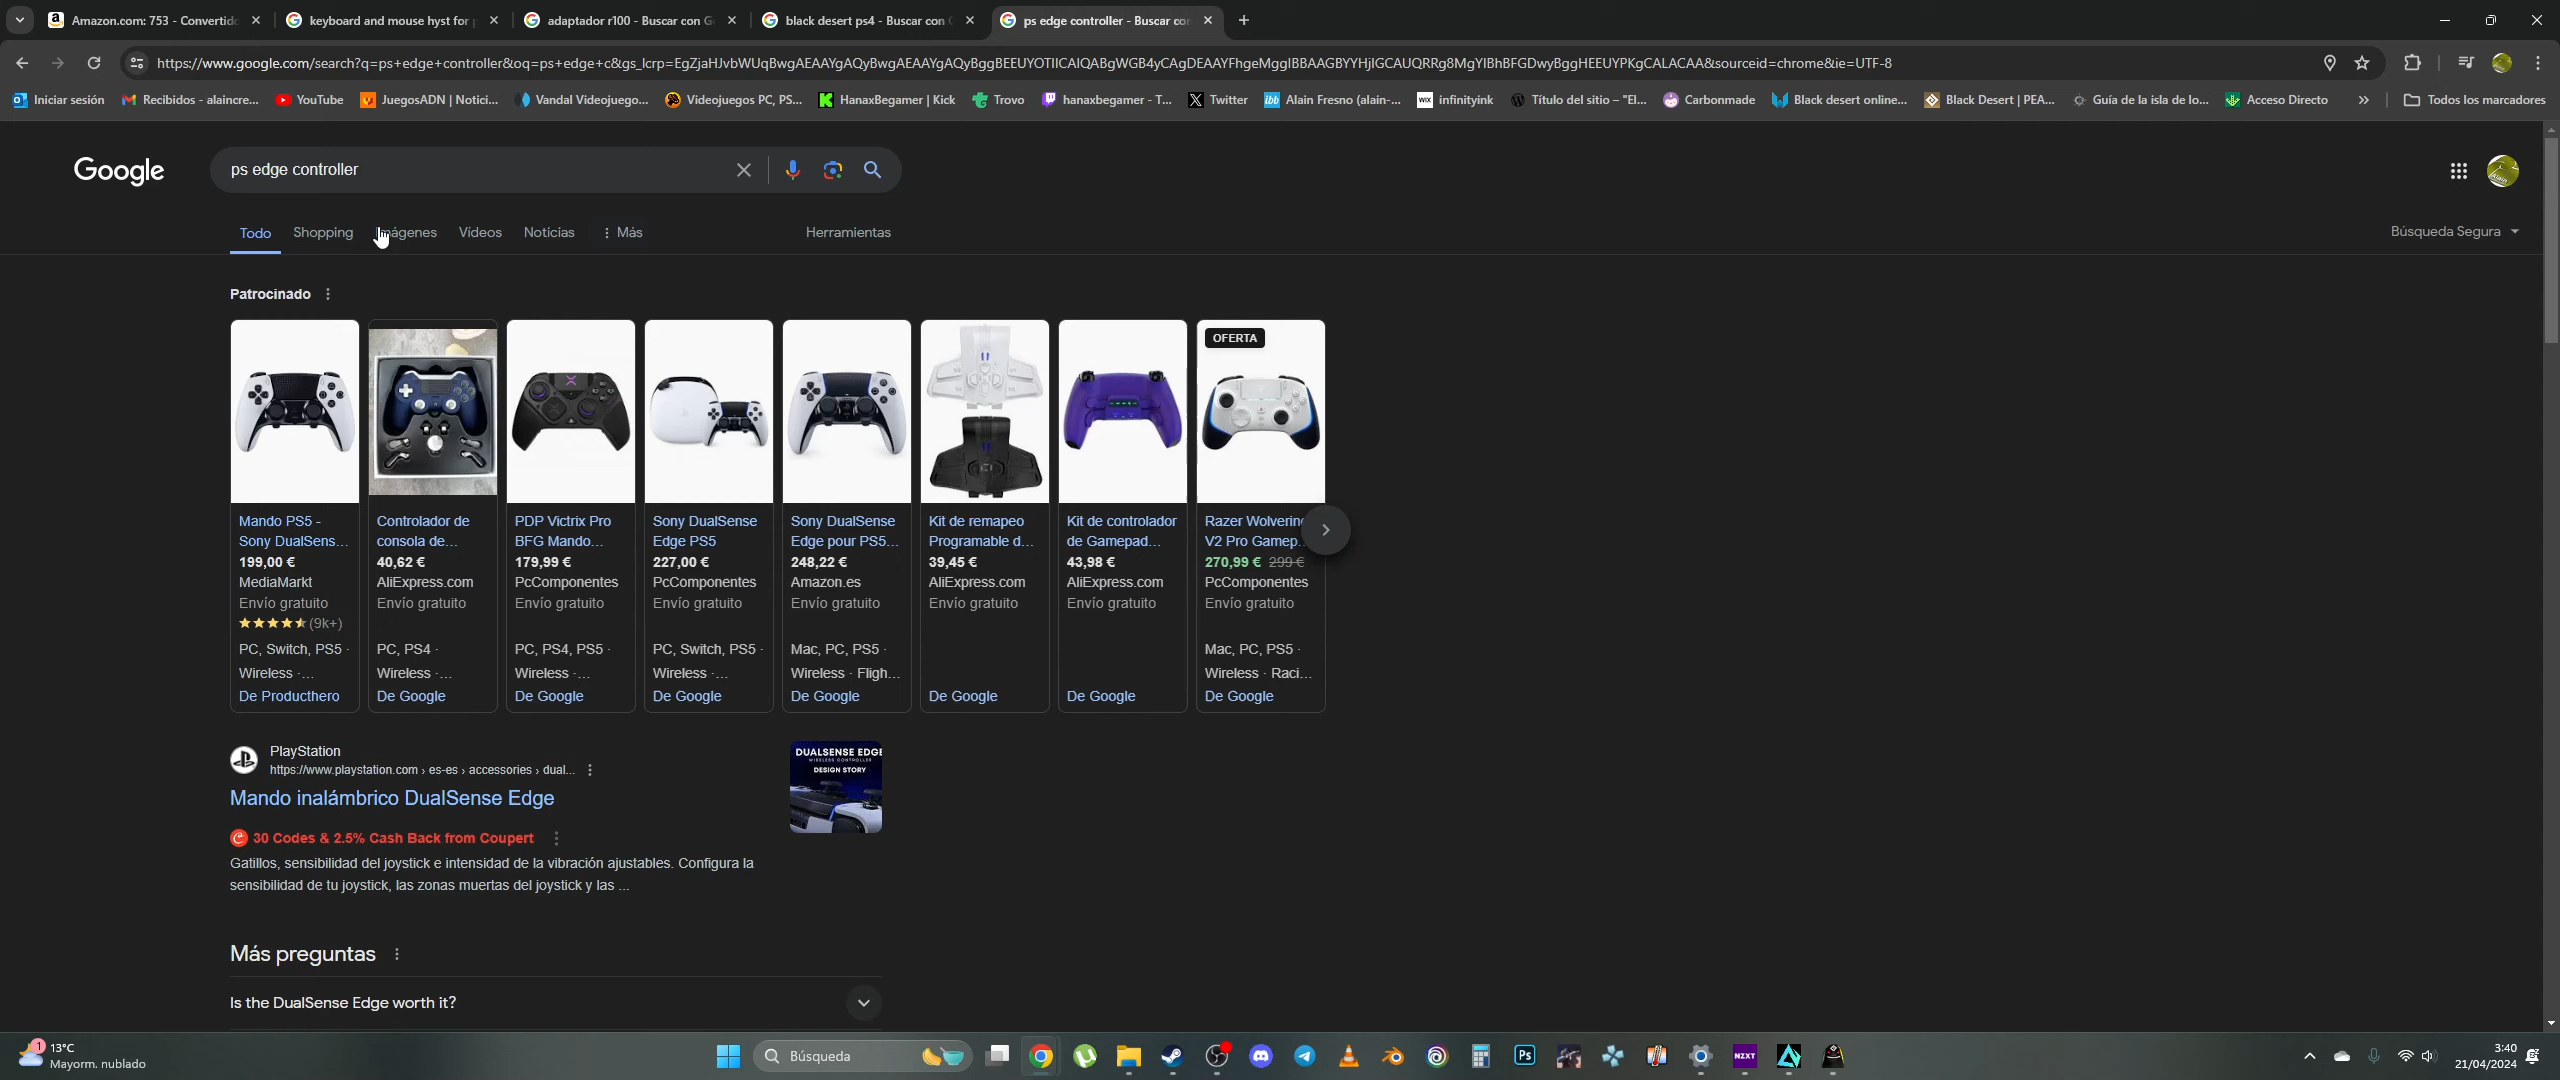 Amazon.com: 753 - Convertid
keyboard and mouse hyst for
adaptador r100 - Buscar con G
black desert ps4 - Buscar con
ps edge controller - Buscar co
https://www.google.com/search?q=ps+edge+controller&oq=ps+edge+c&gs_lcrp=EgZjaHJvbWUqBwgAEAAYgAQyBwgAEAAYgAQyBggBEEUYOTIICAIQABgWGB4yCAgDEAAYFhgeMggIBBAAGBYYHjIGCAUQRRg8MgYIBhBFGDwyBggHEEUYPKgCALACAA&sourceid=chrome&ie=UTF-8
Iniciar sesión
Recibidos - alaincre...
YouTube
JuegosADN | Notici...
Vandal Videojuego...
Videojuegos PC, PS...
HanaxBegamer | Kick
Trovo
hanaxbegamer - T...
Twitter
Alain Fresno (alain-...
infinityink
Título del sitio – "El...
Carbonmade
Black desert online...
Black Desert | PEA...
Guía de la isla de lo...
Acceso Directo
Todos los marcadores
Google
ps edge controller
Todo
Shopping
Imágenes
Vídeos
Noticias
Más
Herramientas
Búsqueda Segura
Patrocinado
OFERTA
Mando PS5 -
Sony DualSens...
199,00 €
MediaMarkt
Envío gratuito
(9k+)
PC, Switch, PS5 ·
Wireless ·...
De Producthero
Controlador de
consola de...
40,62 €
AliExpress.com
Envío gratuito
PC, PS4 ·
Wireless ·...
De Google
PDP Victrix Pro
BFG Mando...
179,99 €
PcComponentes
Envío gratuito
PC, PS4, PS5 ·
Wireless ·...
De Google
Sony DualSense
Edge PS5
227,00 €
PcComponentes
Envío gratuito
PC, Switch, PS5 ·
Wireless ·...
De Google
Sony DualSense
Edge pour PS5...
248,22 €
Amazon.es
Envío gratuito
Mac, PC, PS5 ·
Wireless · Fligh...
De Google
Kit de remapeo
Programable d...
39,45 €
AliExpress.com
Envío gratuito
De Google
Kit de controlador
de Gamepad...
43,98 €
AliExpress.com
Envío gratuito
De Google
Razer Wolverin
V2 Pro Gamep..
270,99 € 299 €
PcComponentes
Envío gratuito
Mac, PC, PS5 ·
Wireless · Raci...
De Google
PlayStation
https://www.playstation.com › es-es › accessories › dual...
Mando inalámbrico DualSense Edge
DUALSENSE EDGE
WIRELESS CONTROLLER
DESIGN STORY
30 Codes & 2.5% Cash Back from Coupert
Gatillos, sensibilidad del joystick e intensidad de la vibración ajustables. Configura la
sensibilidad de tu joystick, las zonas muertas del joystick y las ...
Más preguntas
Is the DualSense Edge worth it?
1
13°C
Mayorm. nublado
Búsqueda
Ps
NZXT
3:40
21/04/2024